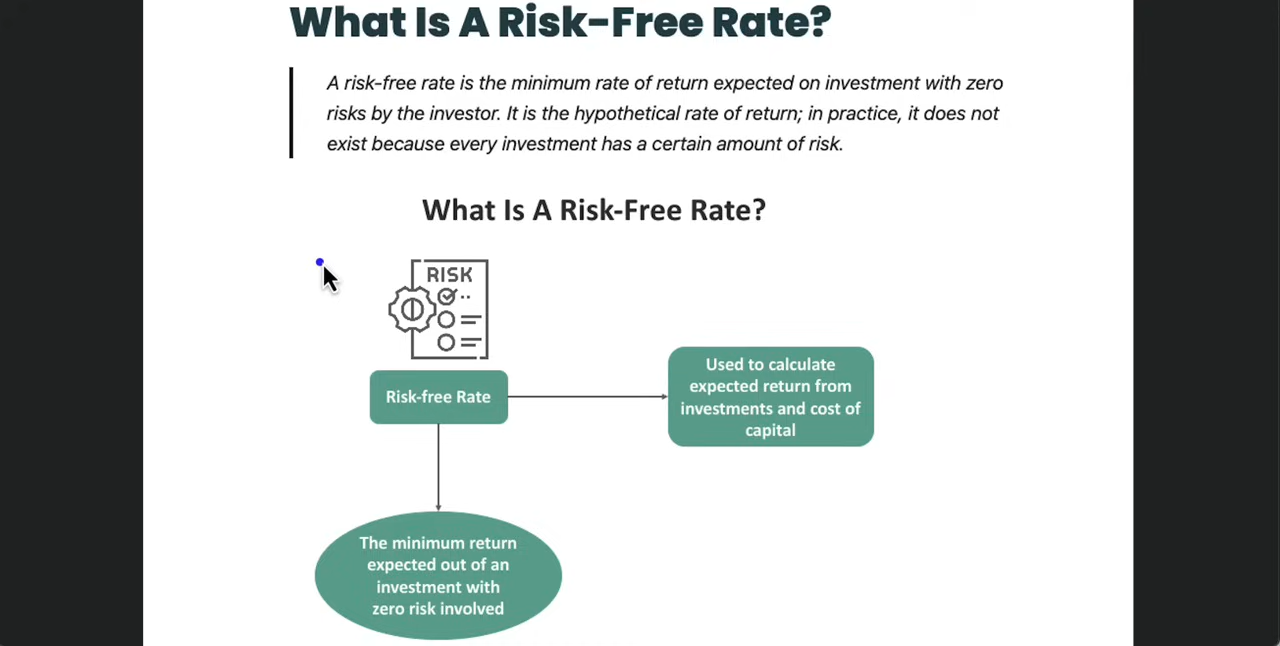 What Is A Risk-Free Rate?
A risk-free rate is the minimum rate of return expected on investment with zero
risks by the investor. It is the hypothetical rate of return; in practice, it does not
exist because every investment has a certain amount of risk.
What Is A Risk-Free Rate?
RISK
Risk-free Rate
Used to calculate
expected return from
investments and cost of
capital
The minimum return
expected out of an
investment with
zero risk involved